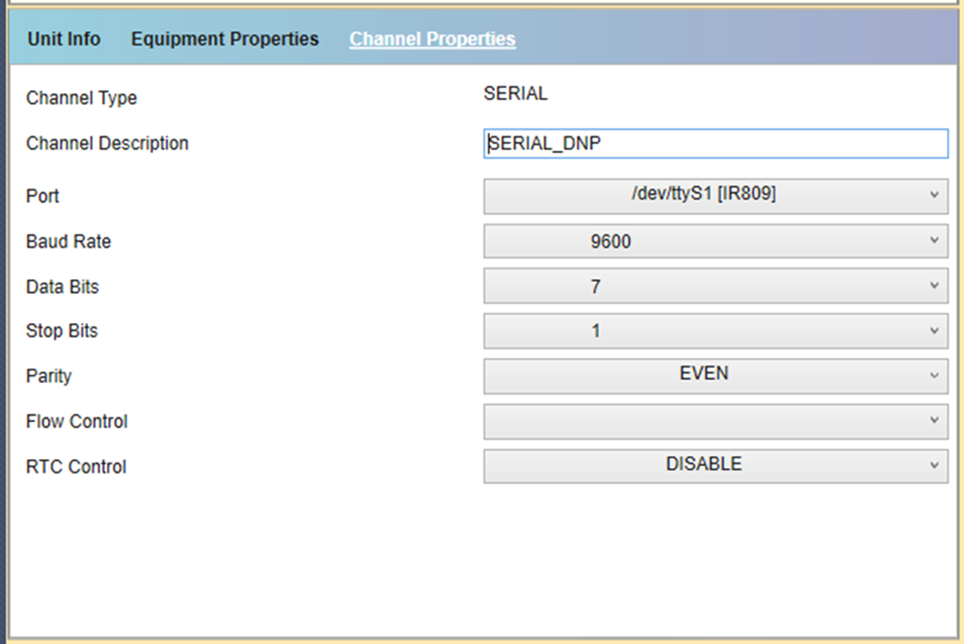 Unit Info Equipment Properties Channel Properties
Channel Type SERIAL
Channel Description SERIAL_DNP
Port /dev/ttyS1 [IR809]
Baud Rate 9600
Data Bits 7
Stop Bits 1
Parity EVEN
Flow Control
RTC Control DISABLE